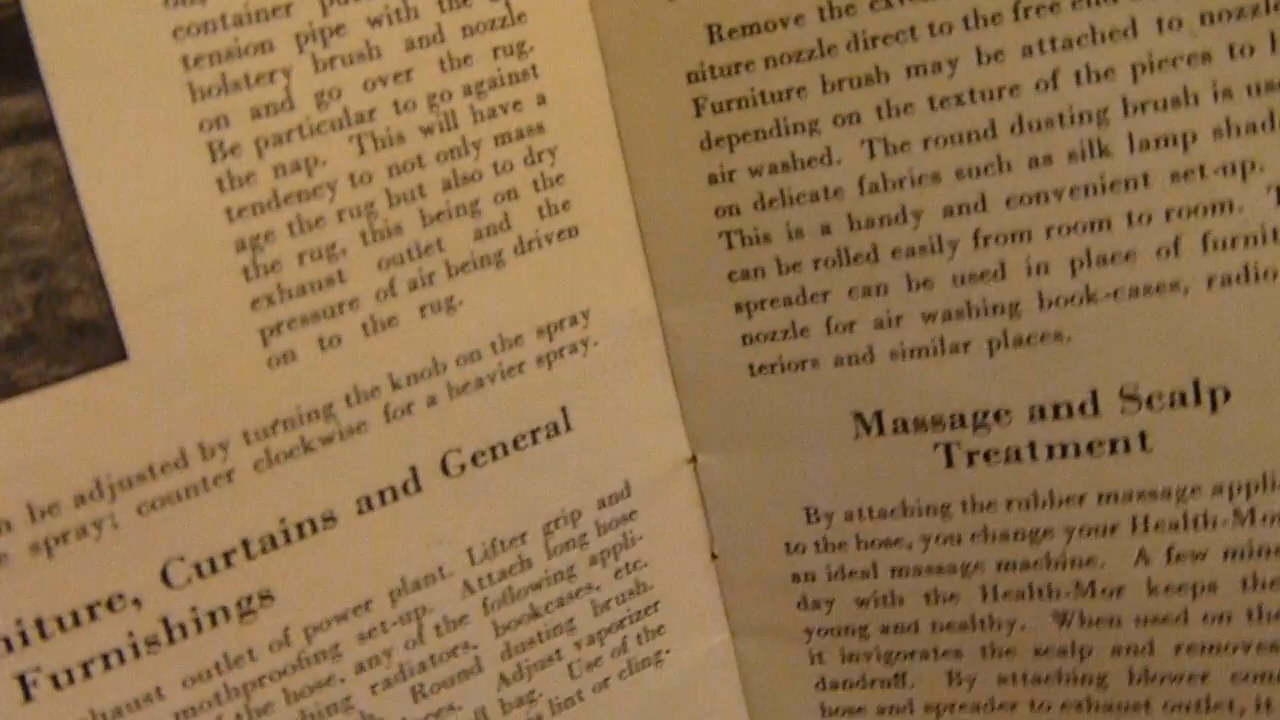 container
tension pipe with the
holstery brush and nozzle
on and go over the rug.
Be particular to go against
the nap. This will have a
tendency to not only mass
age the rug but also to dry
the rug, this being on the
exhaust outlet and the
pressure of air being driven
on to the rug.
be adjusted by turning the knob on the spray
spray; counter clockwise for a heavier spray.
niture, Curtains and General
Furnishings
haust outlet of power plant. Lifter grip and
mothproofing set-up. Attach long hose
the hose, any of the following appli-
hing radiators, bookcases, etc.
Round dusting brush.
Adjust vaporizer
bag. Use of the
lint or cling.
Remove the
niture nozzle direct to the free end
Furniture brush may be attached to nozzle
depending on the texture of the pieces to
air washed. The round dusting brush is
on delicate fabrics such as silk lamp
This is a handy and convenient set-up.
can be rolled easily from room to room.
spreader can be used in place of furnit
nozzle for air washing book-cases, radio
teriors and similar places.
Massage and Scalp
Treatment
By attaching the rubber massage appli
to the hose, you change your Health-Mor
an ideal massage machine. A few min
day with the Health-Mor keeps the
young and healthy. When used on the
it invigorates the scalp and removes
dandruff. By attaching blower
hose and spreader to exhaust outlet, it